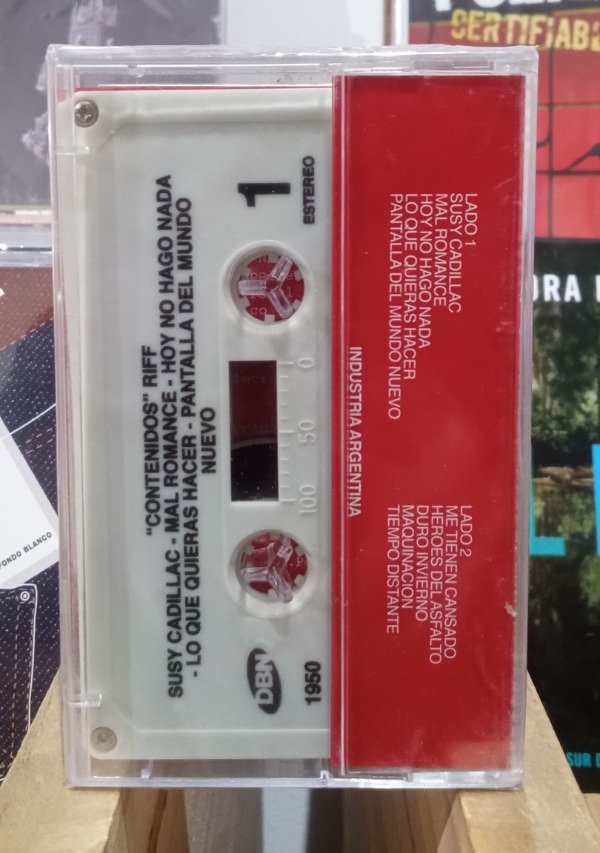 "CONTENIDOS" RIFF
SUSY CADILLAC - MAL ROMANCE - HOY NO HAGO NADA
- LO QUE QUIERAS HACER - PANTALLA DEL MUNDO
NUEVO
1
ESTEREO
0
50
100
DBN
1950
INDUSTRIA ARGENTINA
LADO 1
SUSY CADILLAC
MAL ROMANCE
HOY NO HAGO NADA
LO QUE QUIERAS HACER
PANTALLA DEL MUNDO NUEVO
LADO 2
ME TIENEN CANSADO
HEROES DEL ASFALTO
DURO INVIERNO
MAQUINACION
TIEMPO DISTANTE
FONDO BLANCO
SUR